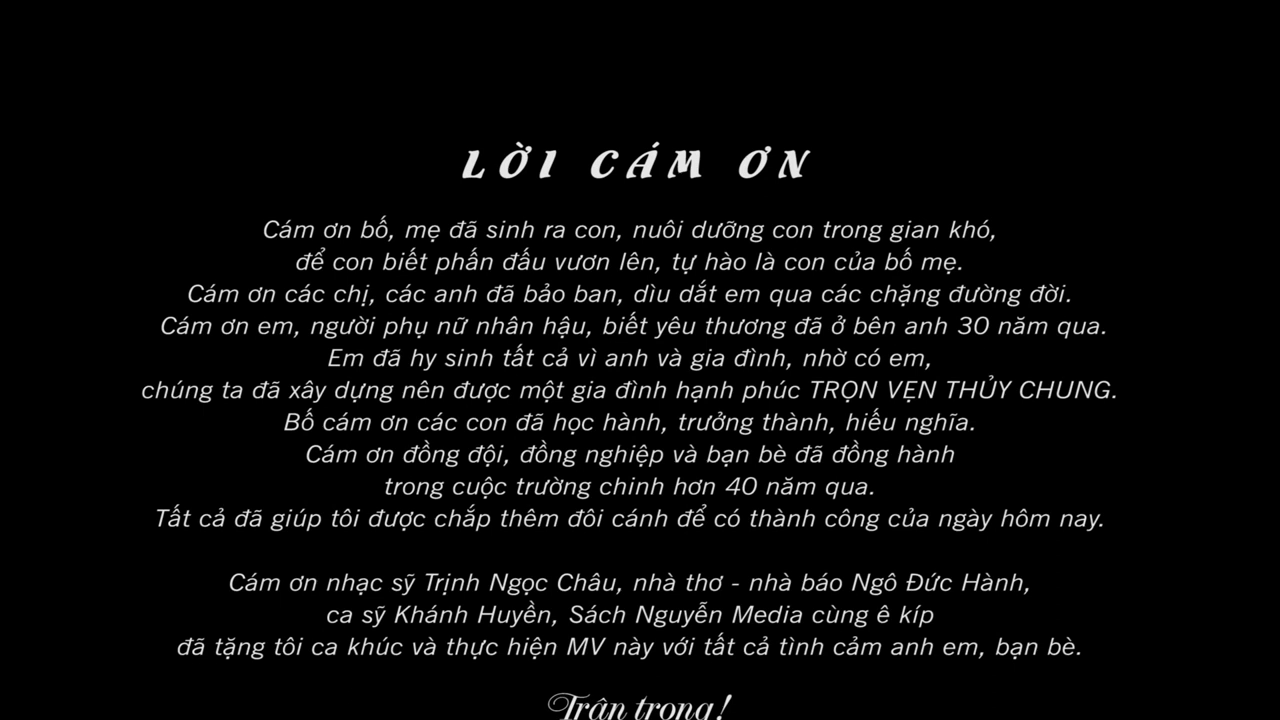 LỜI CÁM ƠN
Cám ơn bố, mẹ đã sinh ra con, nuôi dưỡng con trong gian khó,
để con biết phấn đấu vươn lên, tự hào là con của bố mẹ.
Cám ơn các chị, các anh đã bảo ban, dìu dắt em qua các chặng đường đời.
Cám ơn em, người phụ nữ nhân hậu, biết yêu thương đã ở bên anh 30 năm qua.
Em đã hy sinh tất cả vì anh và gia đình, nhờ có em,
chúng ta đã xây dựng nên được một gia đình hạnh phúc TRỌN VẸN THỦY CHUNG.
Bố cám ơn các con đã học hành, trưởng thành, hiếu nghĩa.
Cám ơn đồng đội, đồng nghiệp và bạn bè đã đồng hành
trong cuộc trường chinh hơn 40 năm qua.
Tất cả đã giúp tôi được chắp thêm đôi cánh để có thành công của ngày hôm nay.
Cám ơn nhạc sỹ Trịnh Ngọc Châu, nhà thơ - nhà báo Ngô Đức Hành,
ca sỹ Khánh Huyền, Sách Nguyễn Media cùng ê kíp
đã tặng tôi ca khúc và thực hiện MV này với tất cả tình cảm anh em, bạn bè.
Trân trọng!